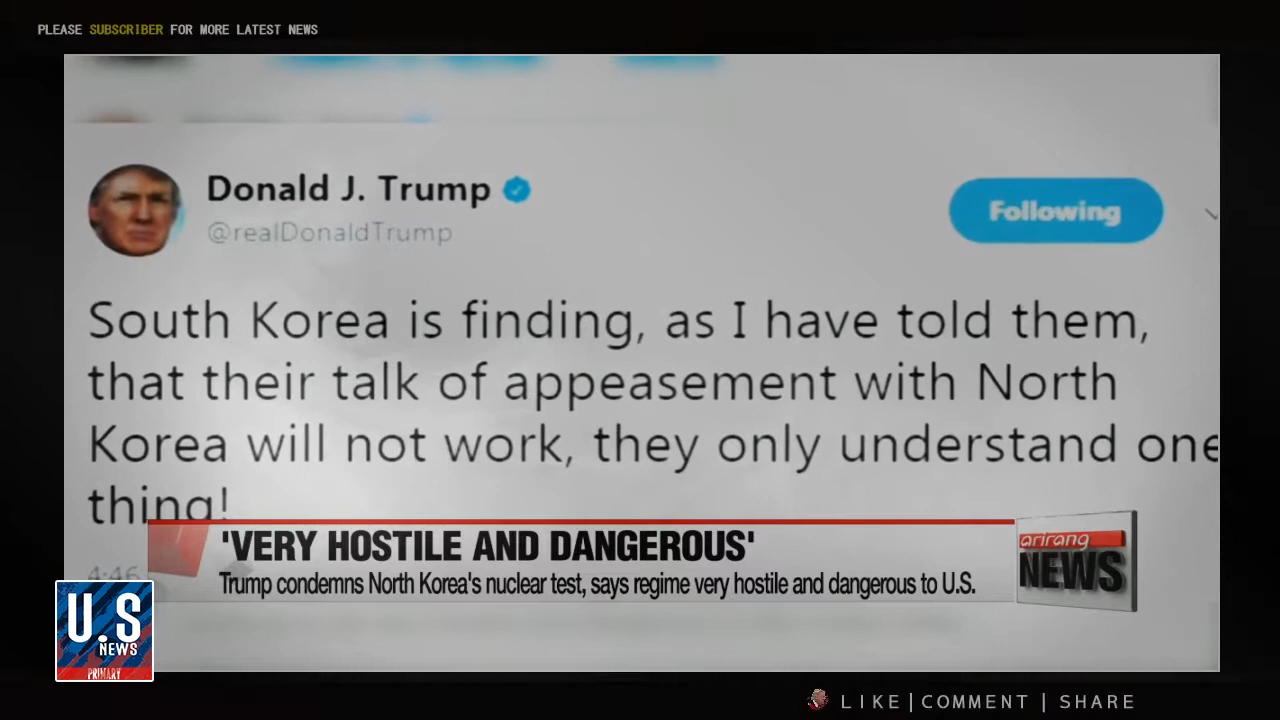 PLEASE SUBSCRIBER FOR MORE LATEST NEWS
Donald J. Trump
@realDonaldTrump
Following
South Korea is finding, as I have told them,
that their talk of appeasement with North
Korea will not work, they only understand one
thing!
4:46
'VERY HOSTILE AND DANGEROUS'
Trump condemns North Korea's nuclear test, says regime very hostile and dangerous to U.S.
arirang
NEWS
U.S
NEWS
PRIMARY
LIKE|COMMENT | SHARE